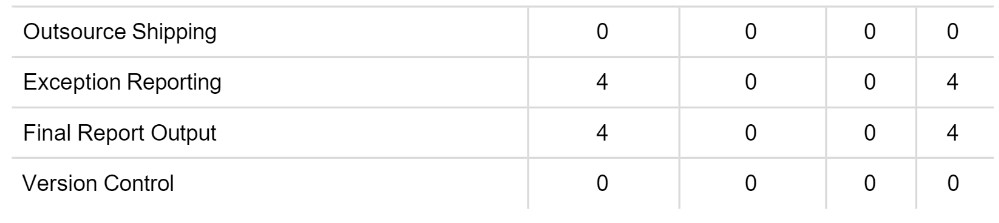 Outsource Shipping 0 0 0 0
Exception Reporting 4 0 0 4
Final Report Output 4 0 0 4
Version Control 0 0 0 0